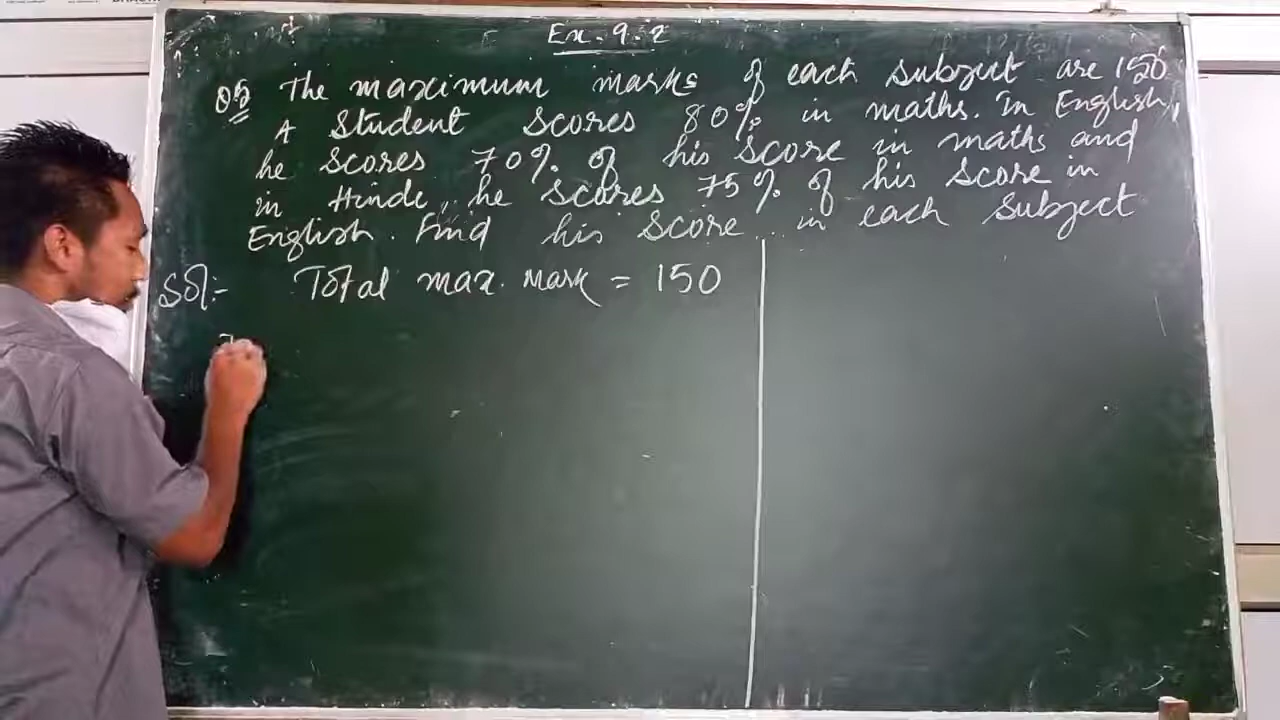 Ex. 9.2
Q5 The maximum marks of each subject are 150
A Student scores 80% in maths. In English,
he scores 70% of his score in maths and
in Hinde, he scores 75% of his score in
English. Find his score in each subject
Sol:- Total max. mark = 150